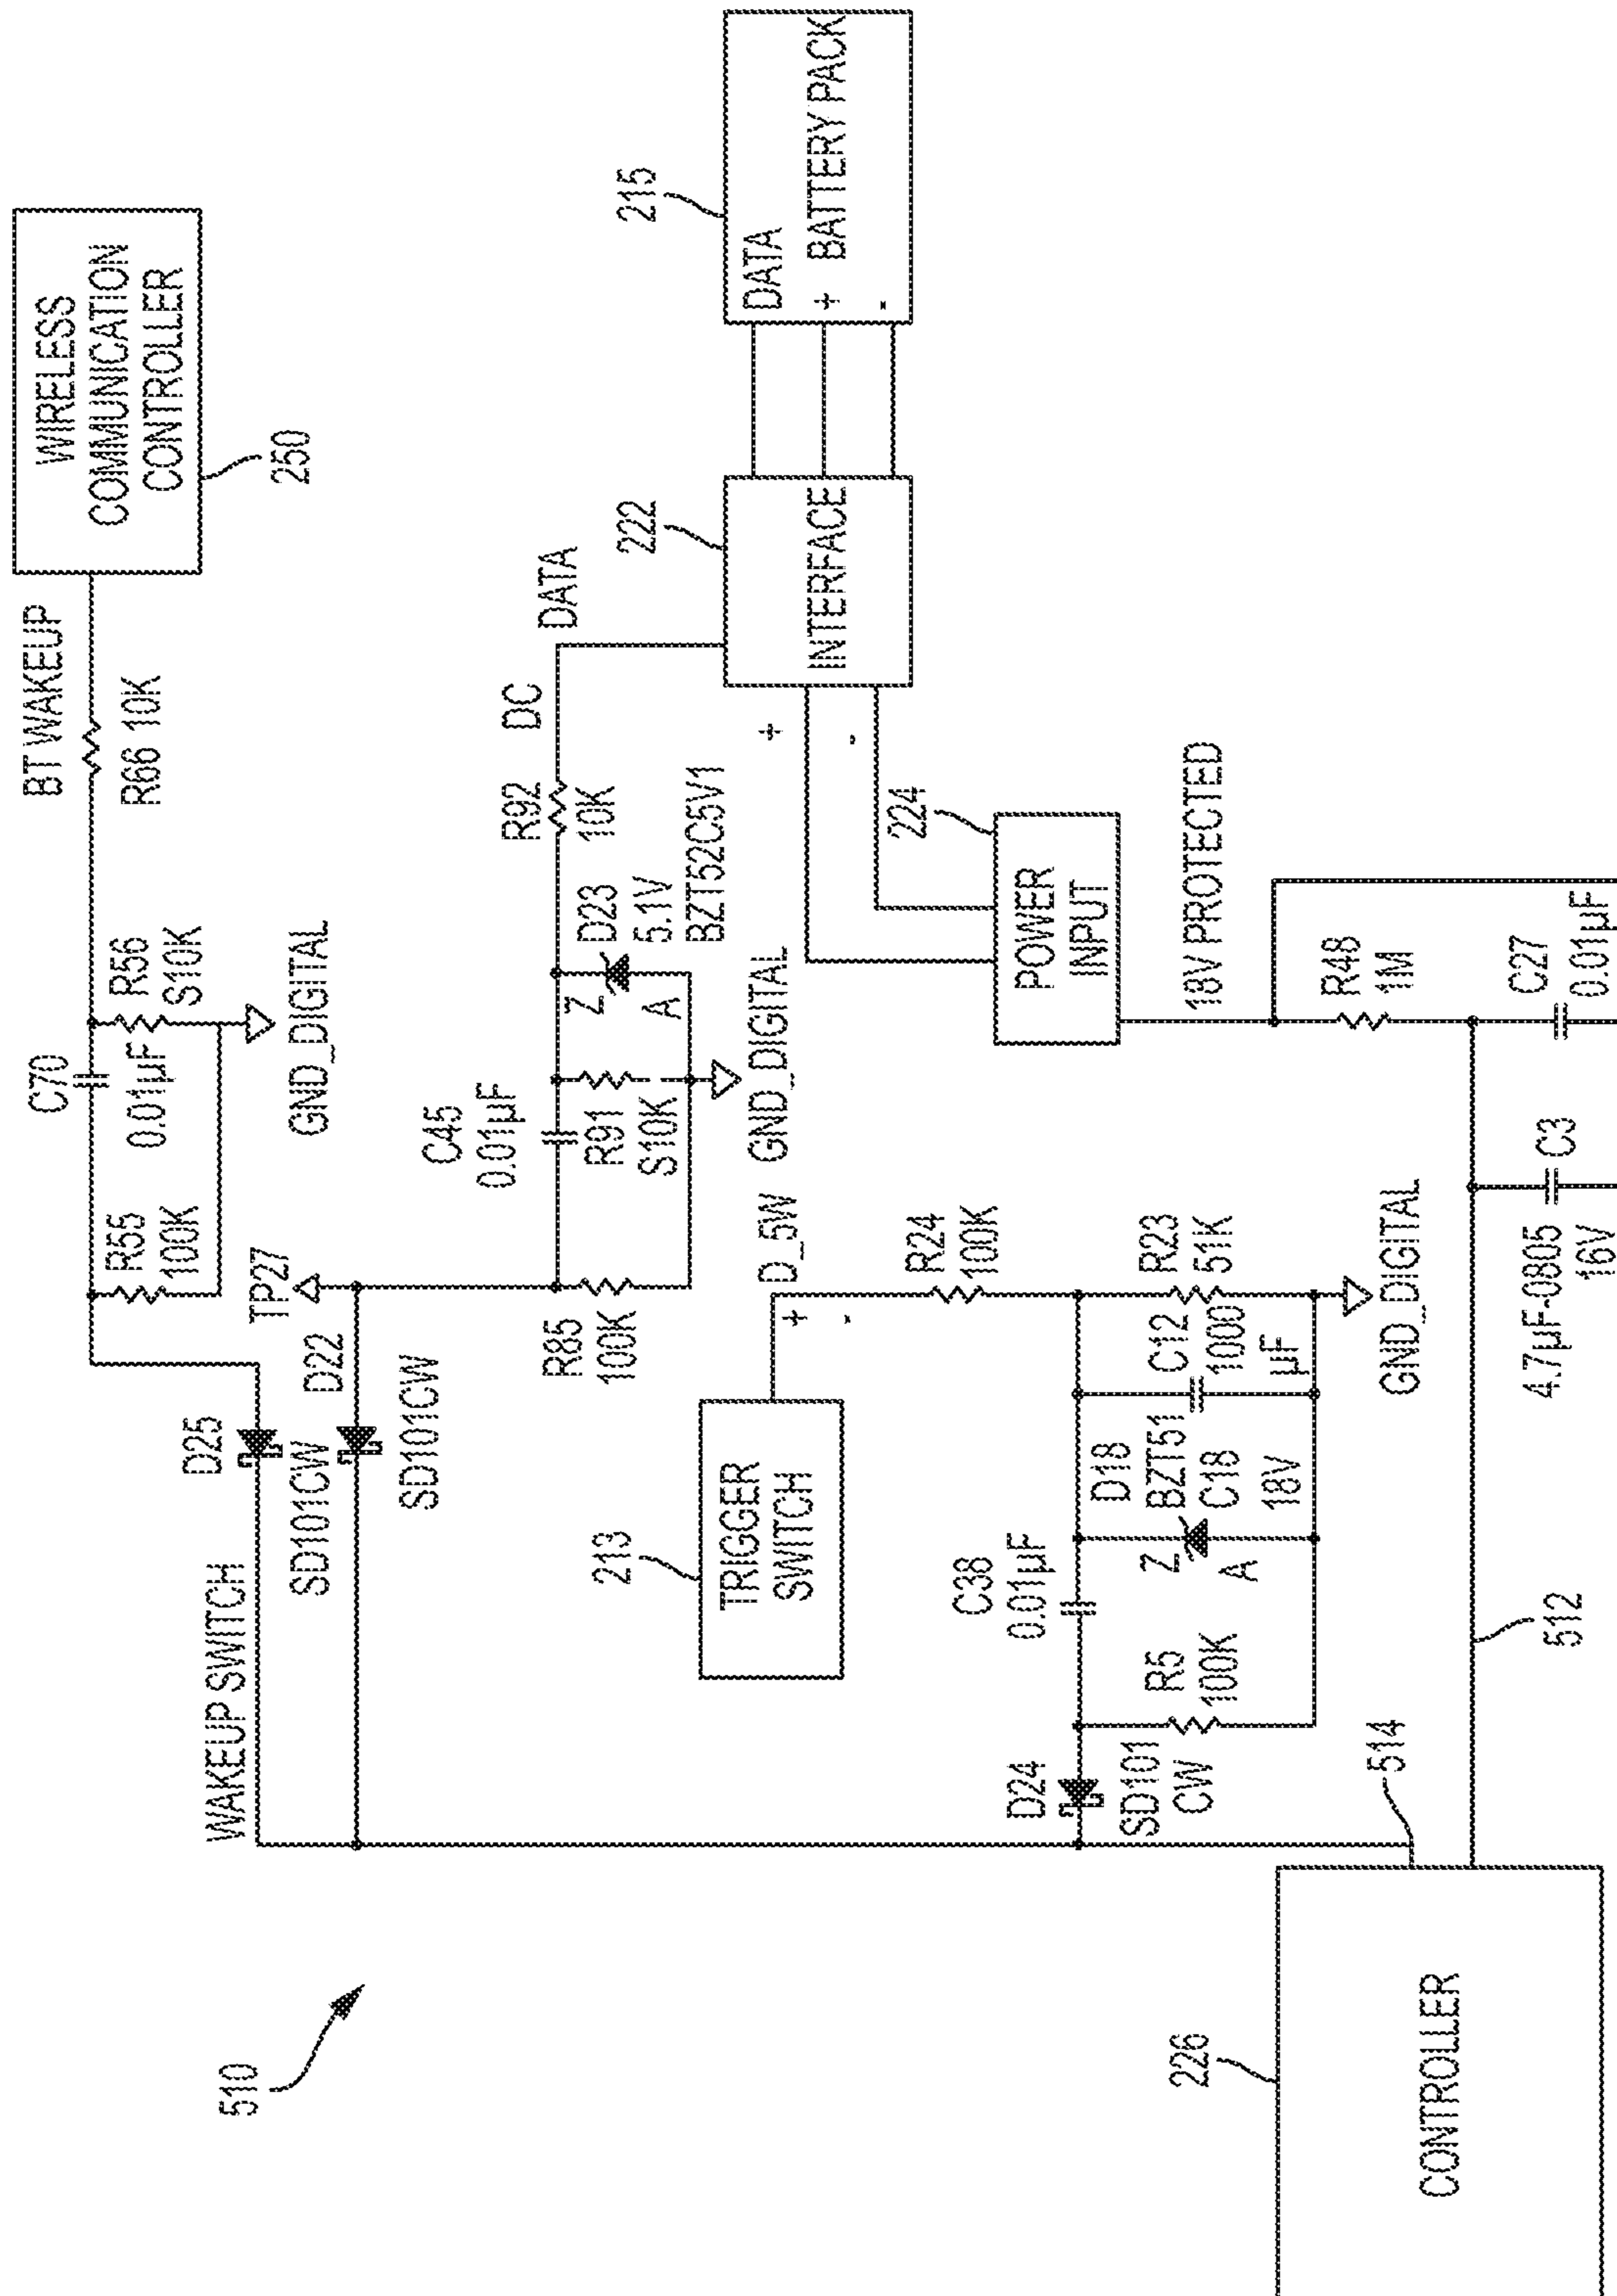 510
WAKEUP SWITCH
D25
SD101CW
D22
SD101CW
TP27
R55
100K
C70
0.01µF
R56
S10K
GND_DIGITAL
BT WAKEUP
R66 10K
WIRELESS
COMMUNICATION
CONTROLLER
250
C45
0.01µF
R85
100K
R91
S10K
Z
A
D23
5.1V
BZT52C5V1
GND_DIGITAL
R92
10K
DC
DATA
222
INTERFACE
+
-
215
DATA
+ BATTERY PACK
-
213
TRIGGER
SWITCH
D_5W
+
-
R24
100K
R23
51K
C12
1000
µF
D18
BZT51
C18
18V
Z
A
C38
0.01µF
R5
100K
D24
SD101
CW
GND_DIGITAL
224
POWER
INPUT
18V PROTECTED
R48
1M
C27
0.01µF
C3
4.7µF-0805
16V
512
514
226
CONTROLLER